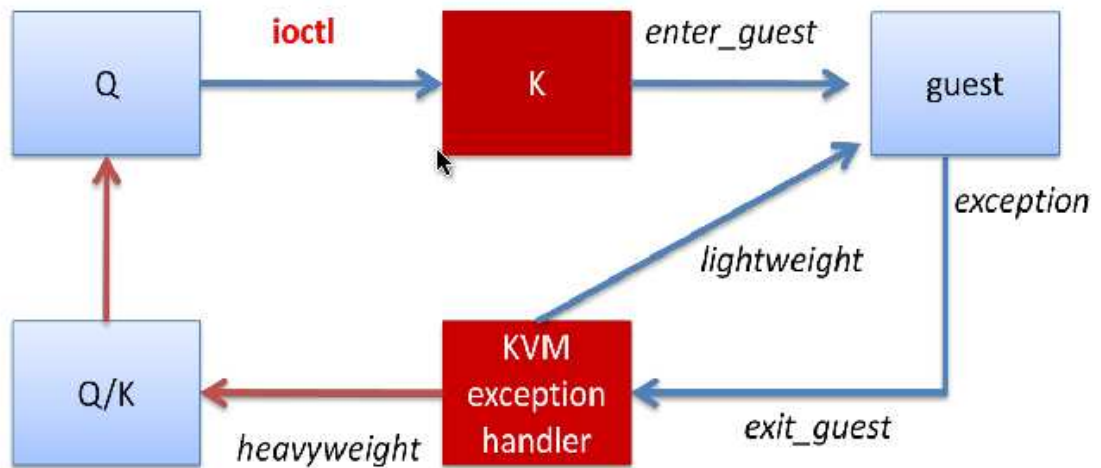 ioctl
enter_guest
Q
K
guest
exception
lightweight
Q/K
KVM
exception
handler
heavyweight
exit_guest